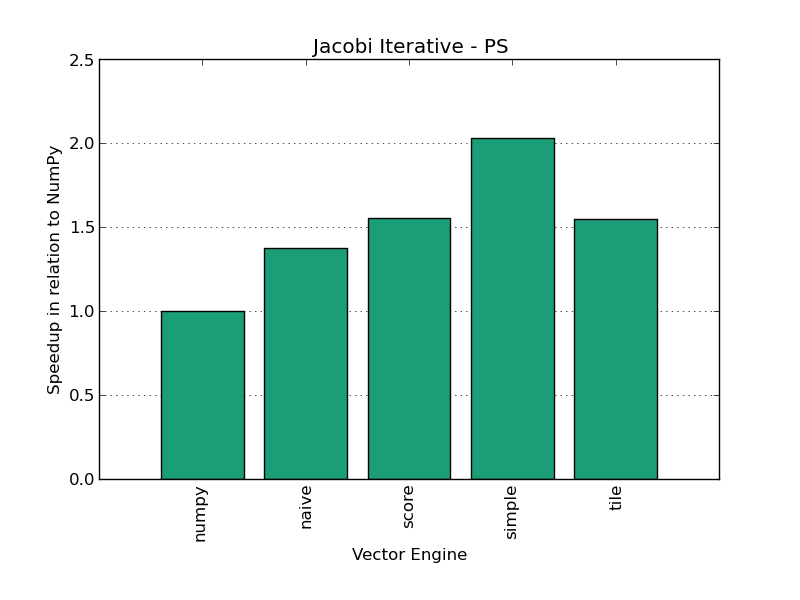 Jacobi Iterative - PS
Speedup in relation to NumPy
2.5
2.0
1.5
1.0
0.5
0.0
numpy
naive
score
simple
tile
Vector Engine